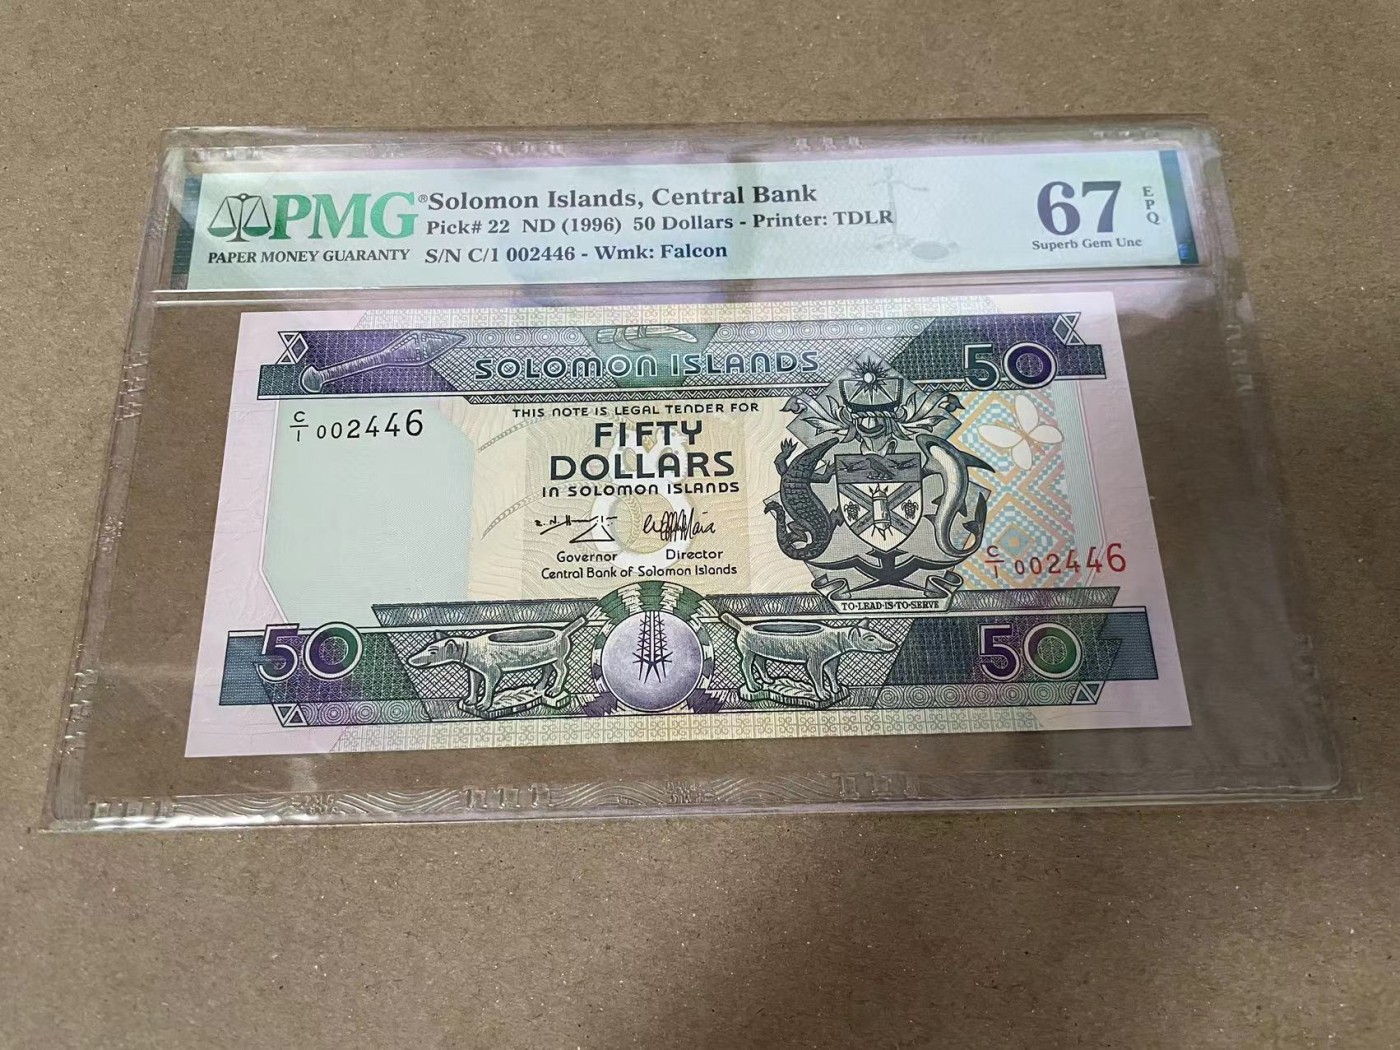 PMG®
PAPER MONEY GUARANTY
Solomon Islands, Central Bank
Pick# 22 ND (1996) 50 Dollars - Printer: TDLR
S/N C/1 002446 - Wmk: Falcon
67
EPQ
Superb Gem Unc
SOLOMON ISLANDS
50
C/1 002446
THIS NOTE IS LEGAL TENDER FOR
FIFTY
DOLLARS
IN SOLOMON ISLANDS
Governor Director
Central Bank of Solomon Islands
C/1 002446
TO·LEAD·IS·TO·SERVE
50
50